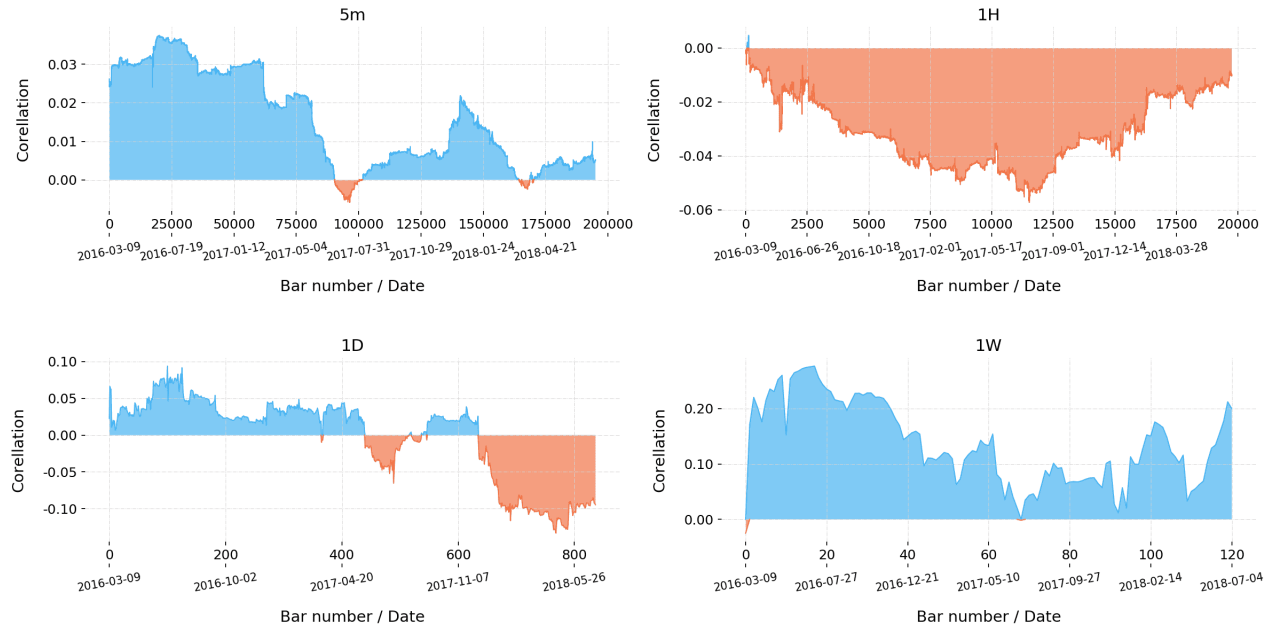 5m
Corellation
0.03
0.02
0.01
0.00
0 25000 50000 75000 100000 125000 150000 175000 200000
2016-03-09 2016-07-19 2017-01-12 2017-05-04 2017-07-31 2017-10-29 2018-01-24 2018-04-21
Bar number / Date
1H
Corellation
0.00
-0.02
-0.04
-0.06
0 2500 5000 7500 10000 12500 15000 17500 20000
2016-03-09 2016-06-26 2016-10-18 2017-02-01 2017-05-17 2017-09-01 2017-12-14 2018-03-28
Bar number / Date
1D
Corellation
0.10
0.05
0.00
-0.05
-0.10
0 200 400 600 800
2016-03-09 2016-10-02 2017-04-20 2017-11-07 2018-05-26
Bar number / Date
1W
Corellation
0.20
0.10
0.00
0 20 40 60 80 100 120
2016-03-09 2016-07-27 2016-12-21 2017-05-10 2017-09-27 2018-02-14 2018-07-04
Bar number / Date